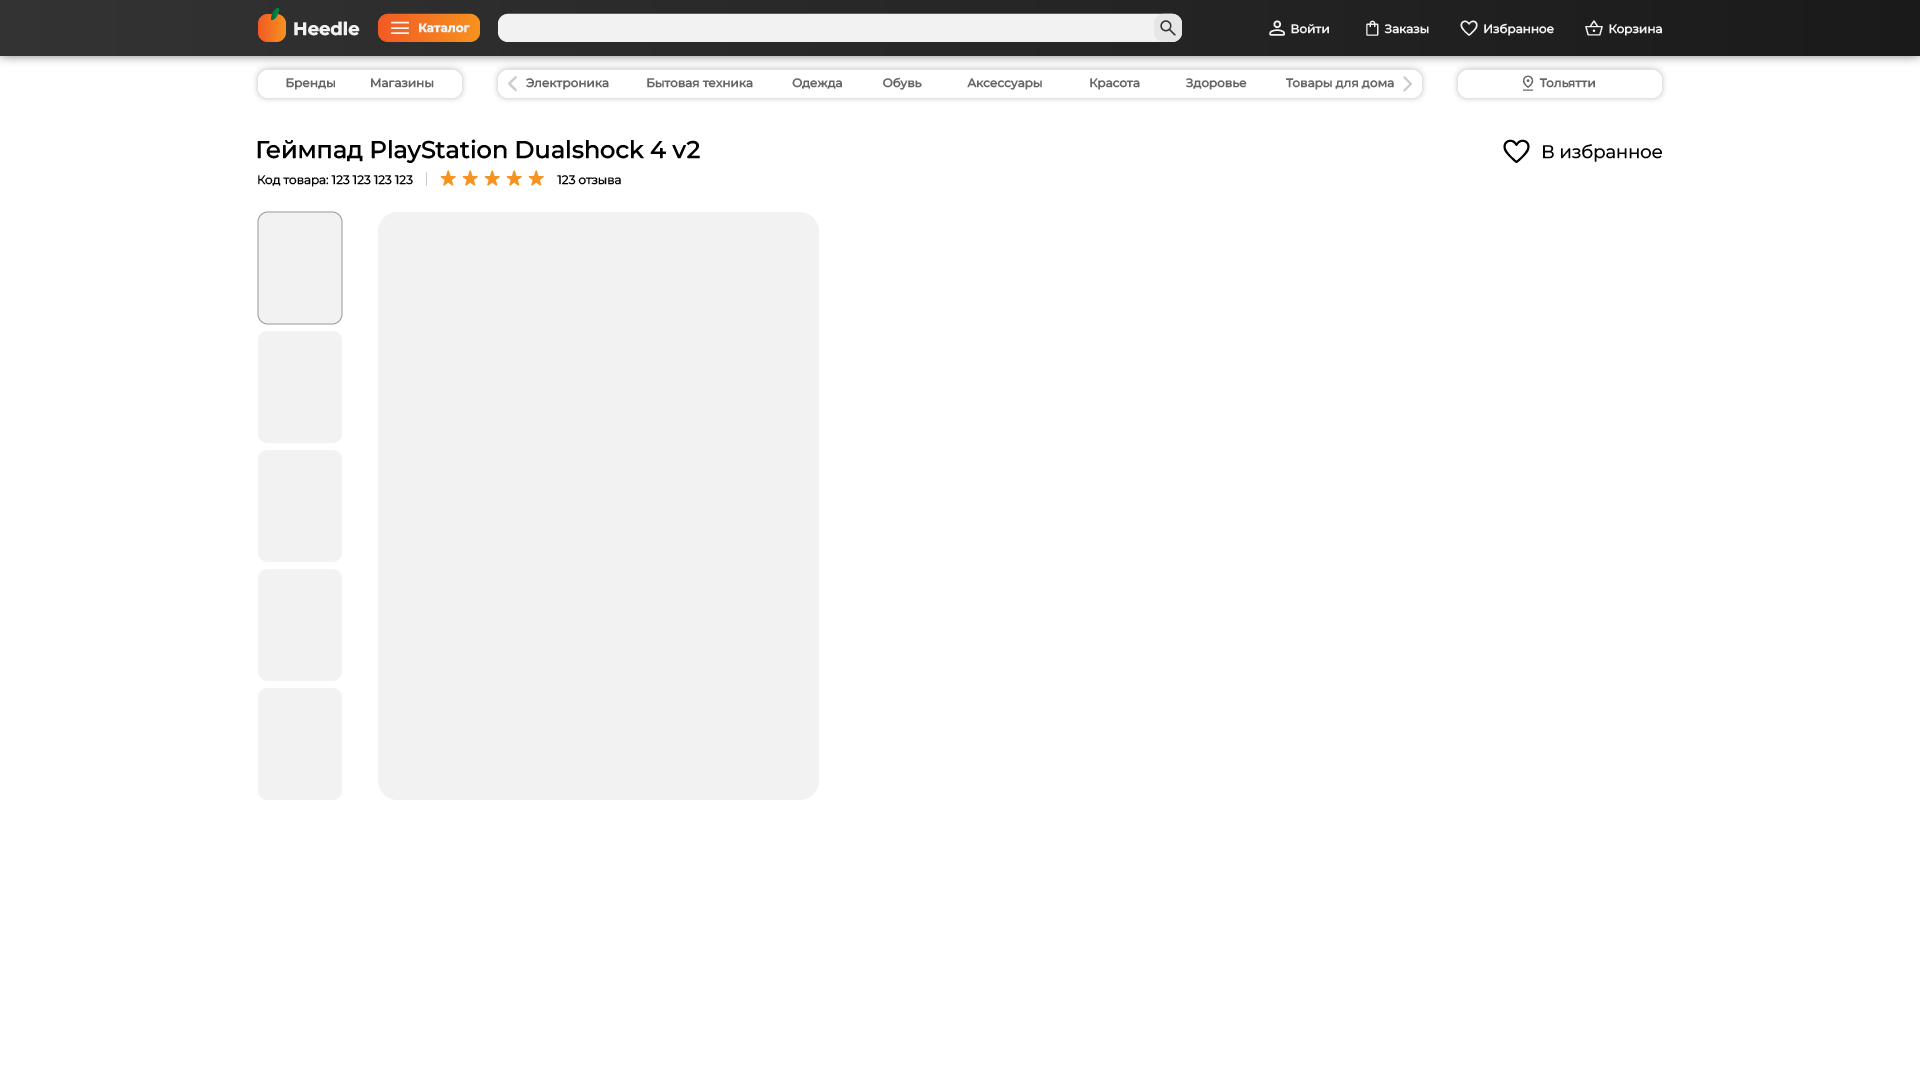 Heedle Каталог Войти Заказы Избранное Корзина
Бренды Магазины Электроника Бытовая техника Одежда Обувь Аксессуары Красота Здоровье Товары для дома Тольятти
Геймпад PlayStation Dualshock 4 v2 В избранное
Код товара: 123 123 123 123 123 отзыва